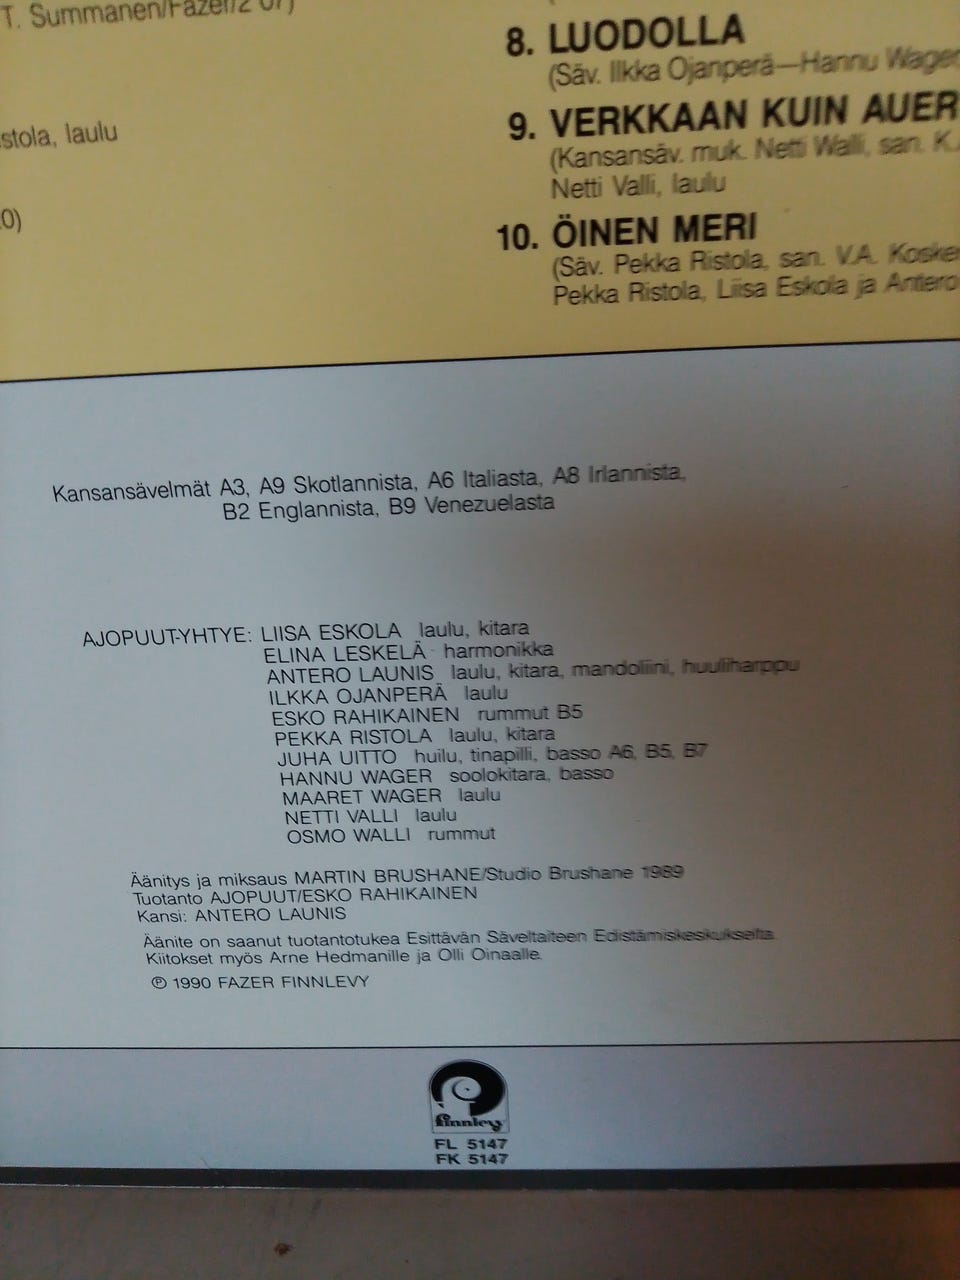 T. Summanen/Fazer/2'07)
stola, laulu
0)
8. LUODOLLA
(Säv. Ilkka Ojanperä—Hannu Wager
9. VERKKAAN KUIN AUER
(Kansansäv. muk. Netti Walli, san. K.
Netti Valli, laulu
10. ÖINEN MERI
(Säv. Pekka Ristola, san. V.A. Kosken
Pekka Ristola, Liisa Eskola ja Antero
Kansansävelmät A3, A9 Skotlannista, A6 Italiasta, A8 Irlannista,
B2 Englannista, B9 Venezuelasta
AJOPUUT-YHTYE: LIISA ESKOLA laulu, kitara
ELINA LESKELÄ harmonikka
ANTERO LAUNIS laulu, kitara, mandoliini, huuliharppu
ILKKA OJANPERÄ laulu
ESKO RAHIKAINEN rummut B5
PEKKA RISTOLA laulu, kitara
JUHA UITTO huilu, tinapilli, basso A6, B5, B7
HANNU WAGER soolokitara, basso
MAARET WAGER laulu
NETTI VALLI laulu
OSMO WALLI rummut
Äänitys ja miksaus MARTIN BRUSHANE/Studio Brushane 1989
Tuotanto AJOPUUT/ESKO RAHIKAINEN
Kansi: ANTERO LAUNIS
Äänite on saanut tuotantotukea Esittävän Säveltaiteen Edistämiskeskukselta.
Kiitokset myös Arne Hedmanille ja Olli Oinaalle.
℗ 1990 FAZER FINNLEVY
finnlevy
FL 5147
FK 5147